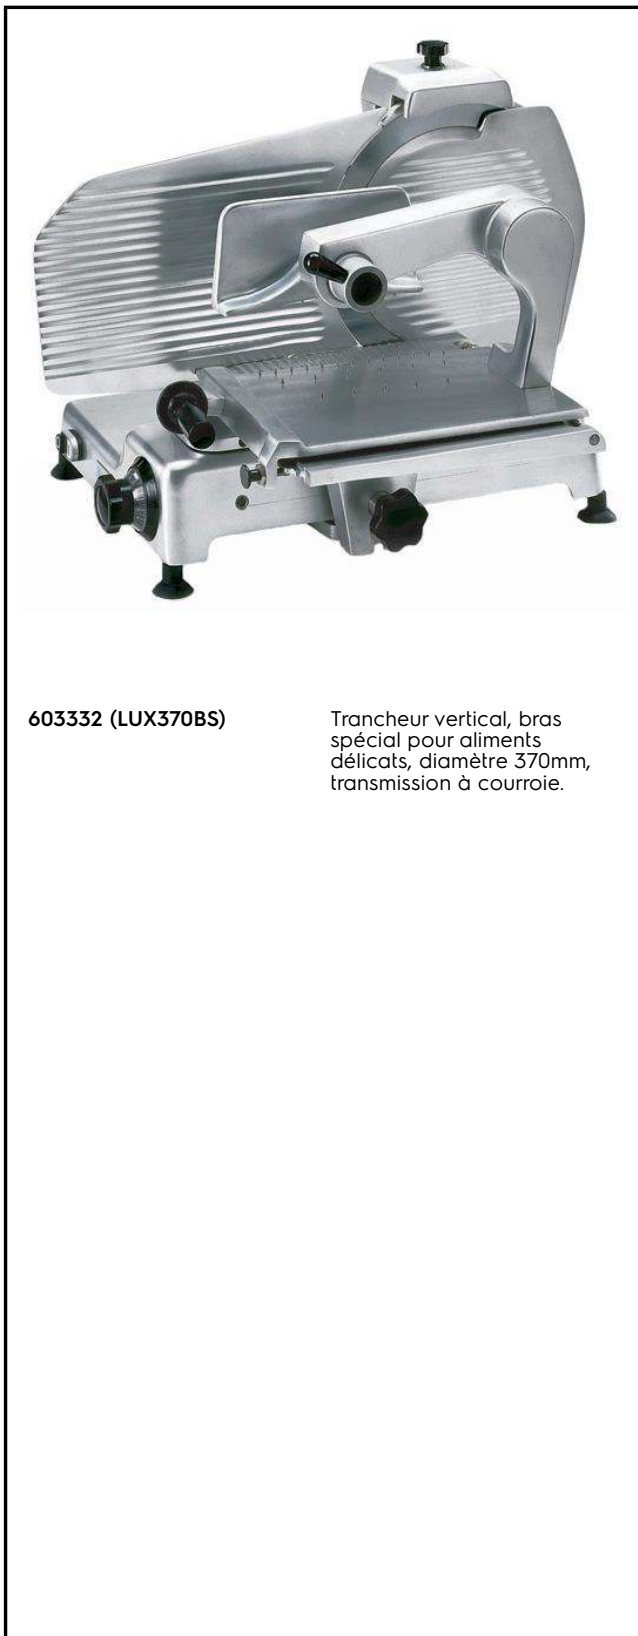 603332 (LUX370BS)
Trancheur vertical, bras
spécial pour aliments
délicats, diamètre 370mm,
transmission à courroie.